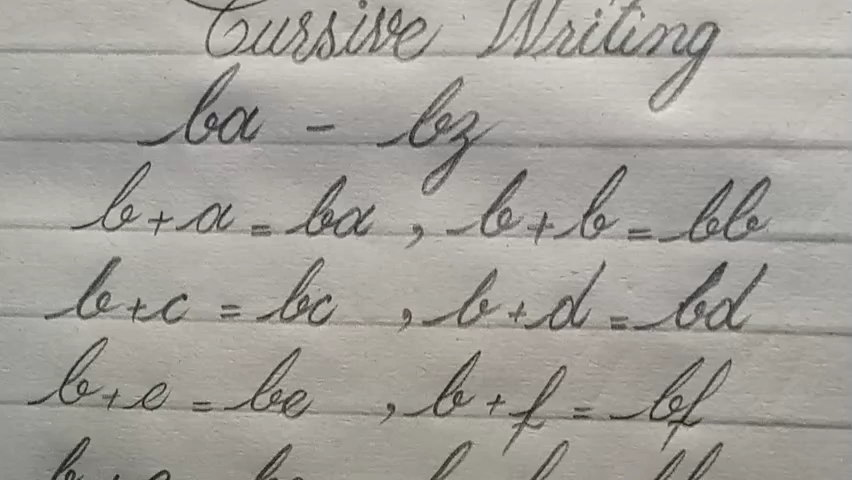 Cursive Writing
ba - bz
b+a = ba , b+b = bb
b+c = bc , b+d = bd
b+e = be , b+f = bf